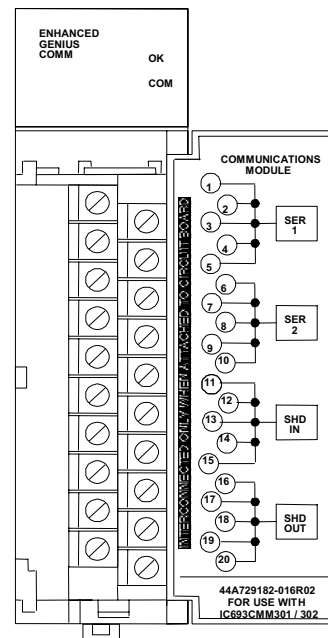 ENHANCED
GENIUS
COMM
OK
COM
COMMUNICATIONS
MODULE
INTERCONNECTED ONLY WHEN ATTACHED TO CIRCUIT BOARD
1
2
3
4
5
SER
1
6
7
8
9
10
SER
2
11
12
13
14
15
SHD
IN
16
17
18
19
20
SHD
OUT
44A729182-016R02
FOR USE WITH
IC693CMM301 / 302